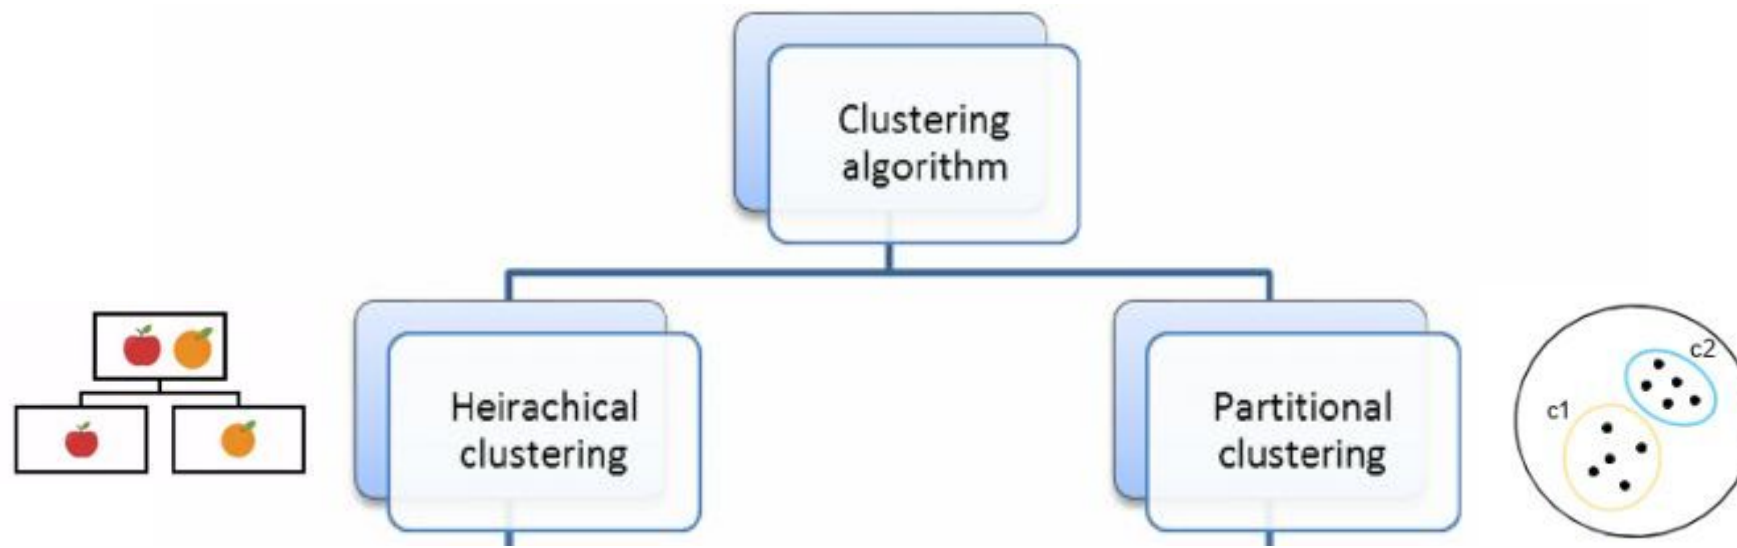 Clustering
algorithm
Heirachical
clustering
Partitional
clustering
c2
c1